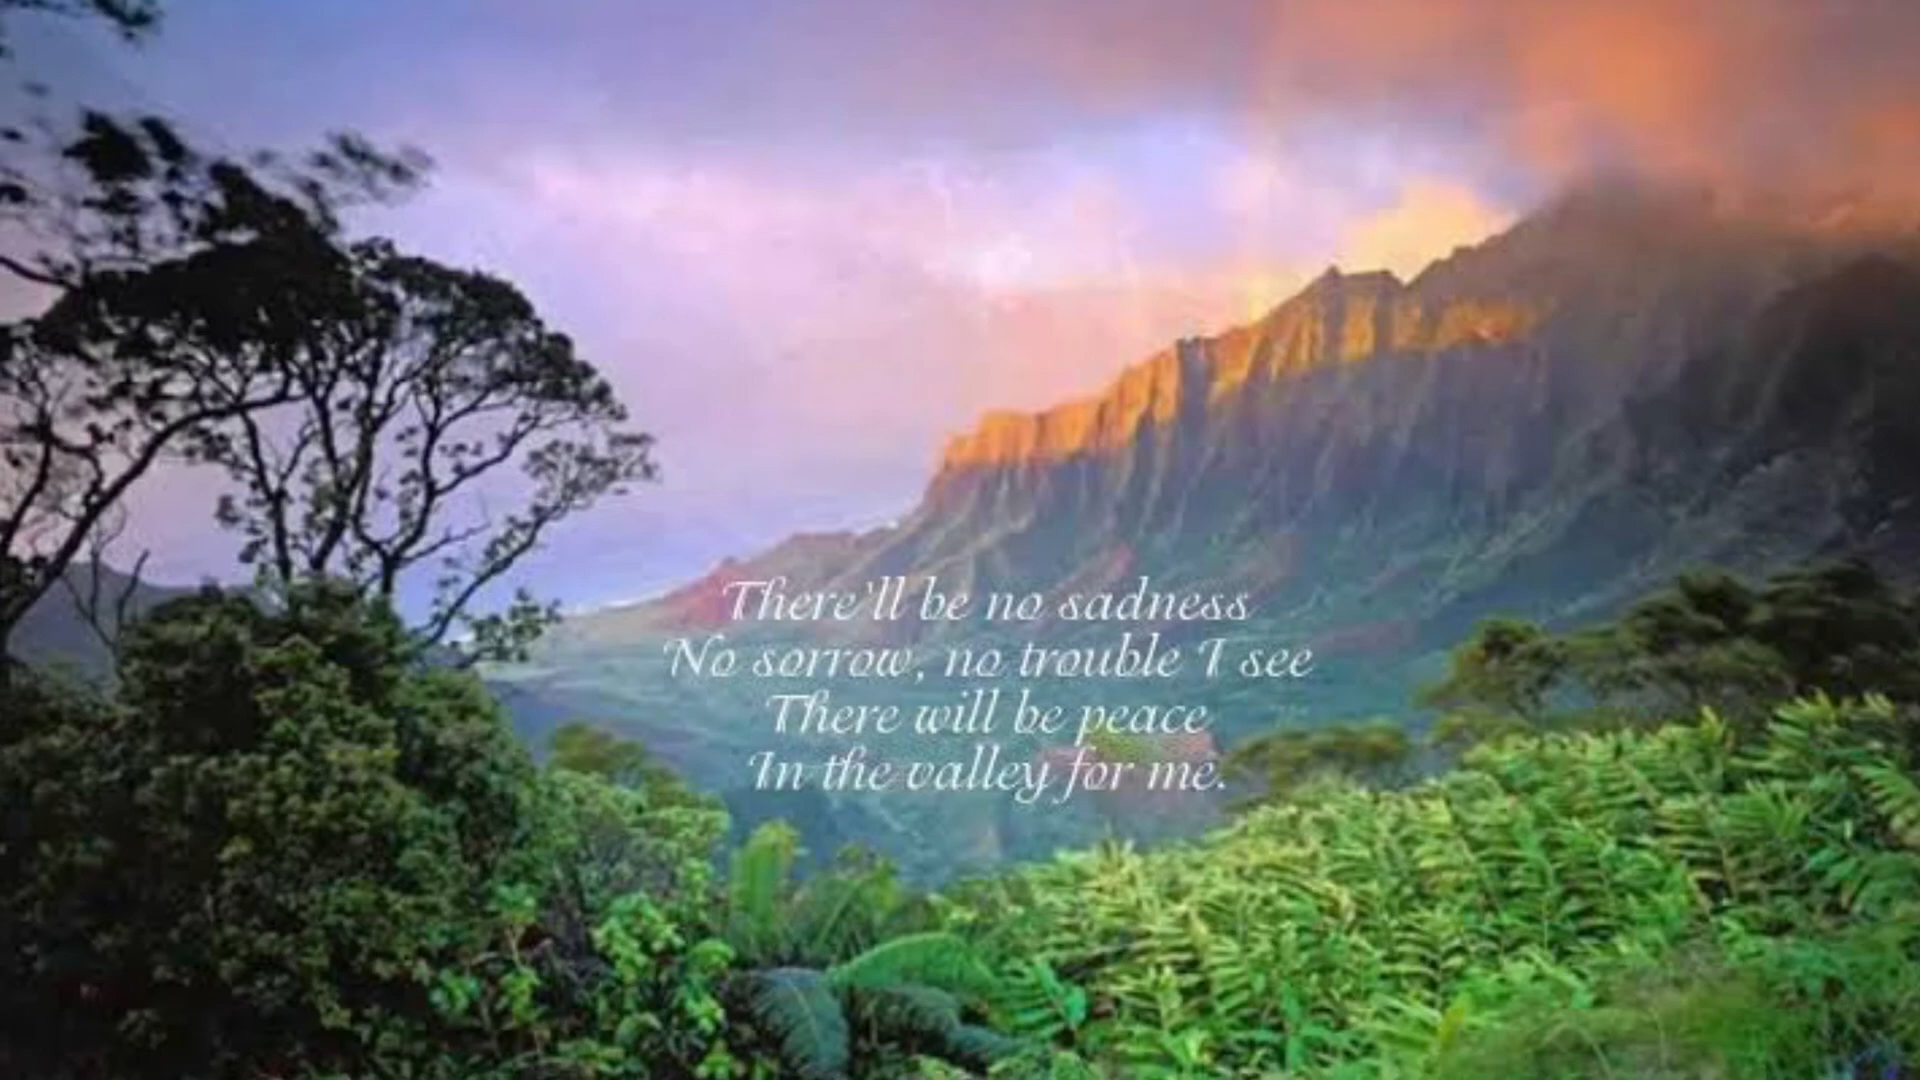 There'll be no sadness
No sorrow, no trouble I see
There will be peace
In the valley for me.